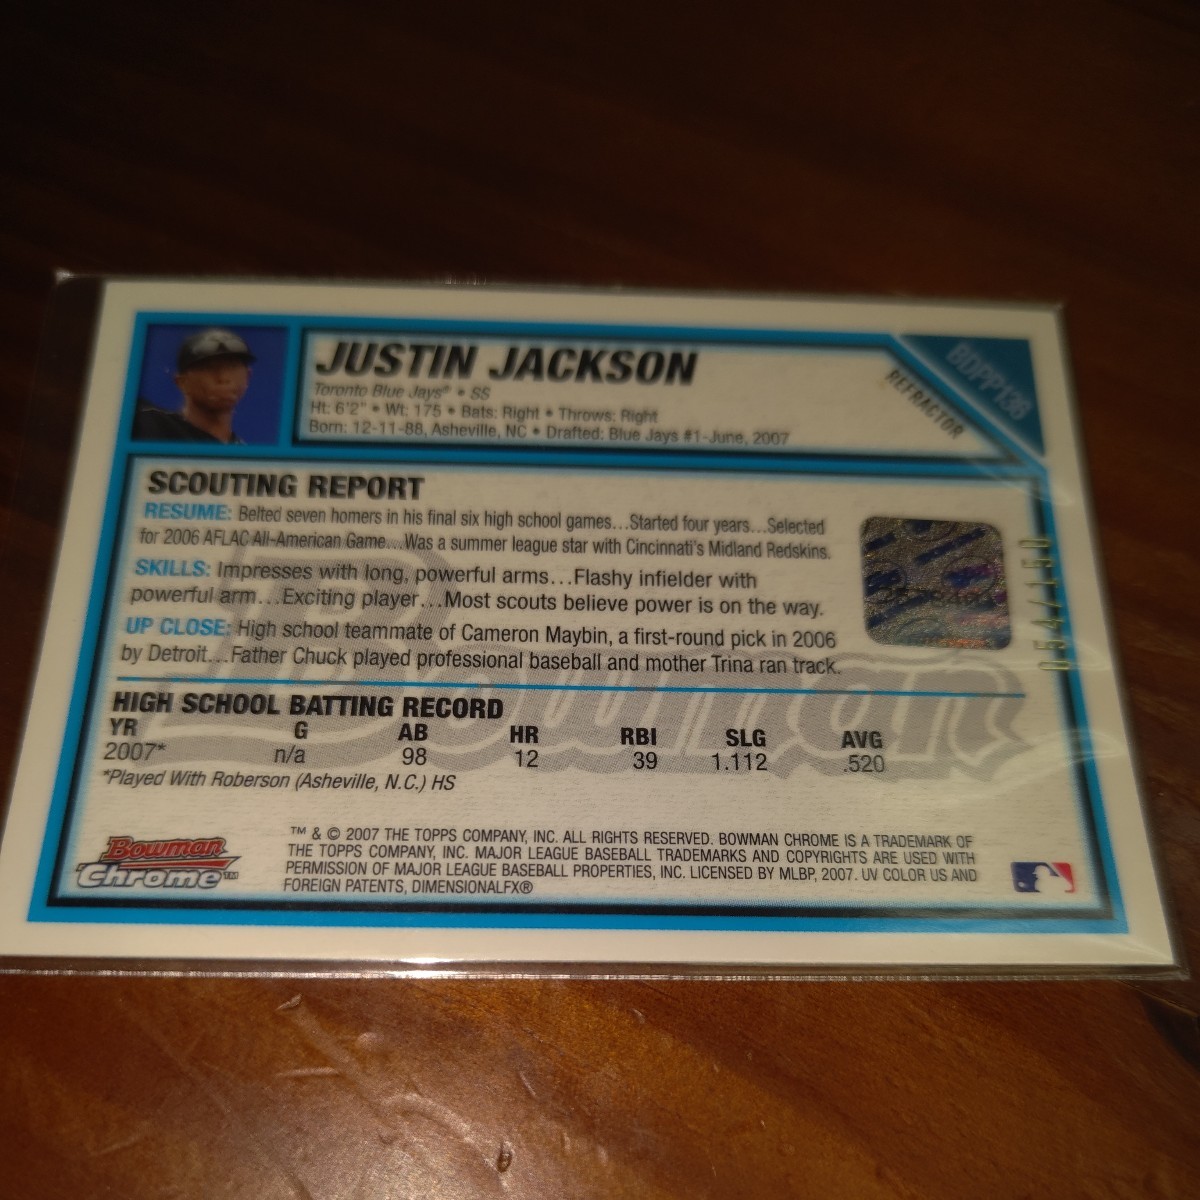 JUSTIN JACKSON
Toronto Blue Jays® • SS
Ht: 6'2" • Wt: 175 • Bats: Right • Throws: Right
Born: 12-11-88, Asheville, NC • Drafted: Blue Jays #1-June, 2007
BDPP136
REFRACTOR
SCOUTING REPORT
RESUME: Belted seven homers in his final six high school games...Started four years...Selected
for 2006 AFLAC All-American Game...Was a summer league star with Cincinnati's Midland Redskins.
SKILLS: Impresses with long, powerful arms...Flashy infielder with
powerful arm...Exciting player...Most scouts believe power is on the way.
UP CLOSE: High school teammate of Cameron Maybin, a first-round pick in 2006
by Detroit...Father Chuck played professional baseball and mother Trina ran track.
054/150
Bowman
HIGH SCHOOL BATTING RECORD
YR G AB HR RBI SLG AVG
2007* n/a 98 12 39 1.112 .520
*Played With Roberson (Asheville, N.C.) HS
Bowman
Chrome™
™ & © 2007 THE TOPPS COMPANY, INC. ALL RIGHTS RESERVED. BOWMAN CHROME IS A TRADEMARK OF
THE TOPPS COMPANY, INC. MAJOR LEAGUE BASEBALL TRADEMARKS AND COPYRIGHTS ARE USED WITH
PERMISSION OF MAJOR LEAGUE BASEBALL PROPERTIES, INC. LICENSED BY MLBP, 2007. UV COLOR US AND
FOREIGN PATENTS, DIMENSIONALFX®